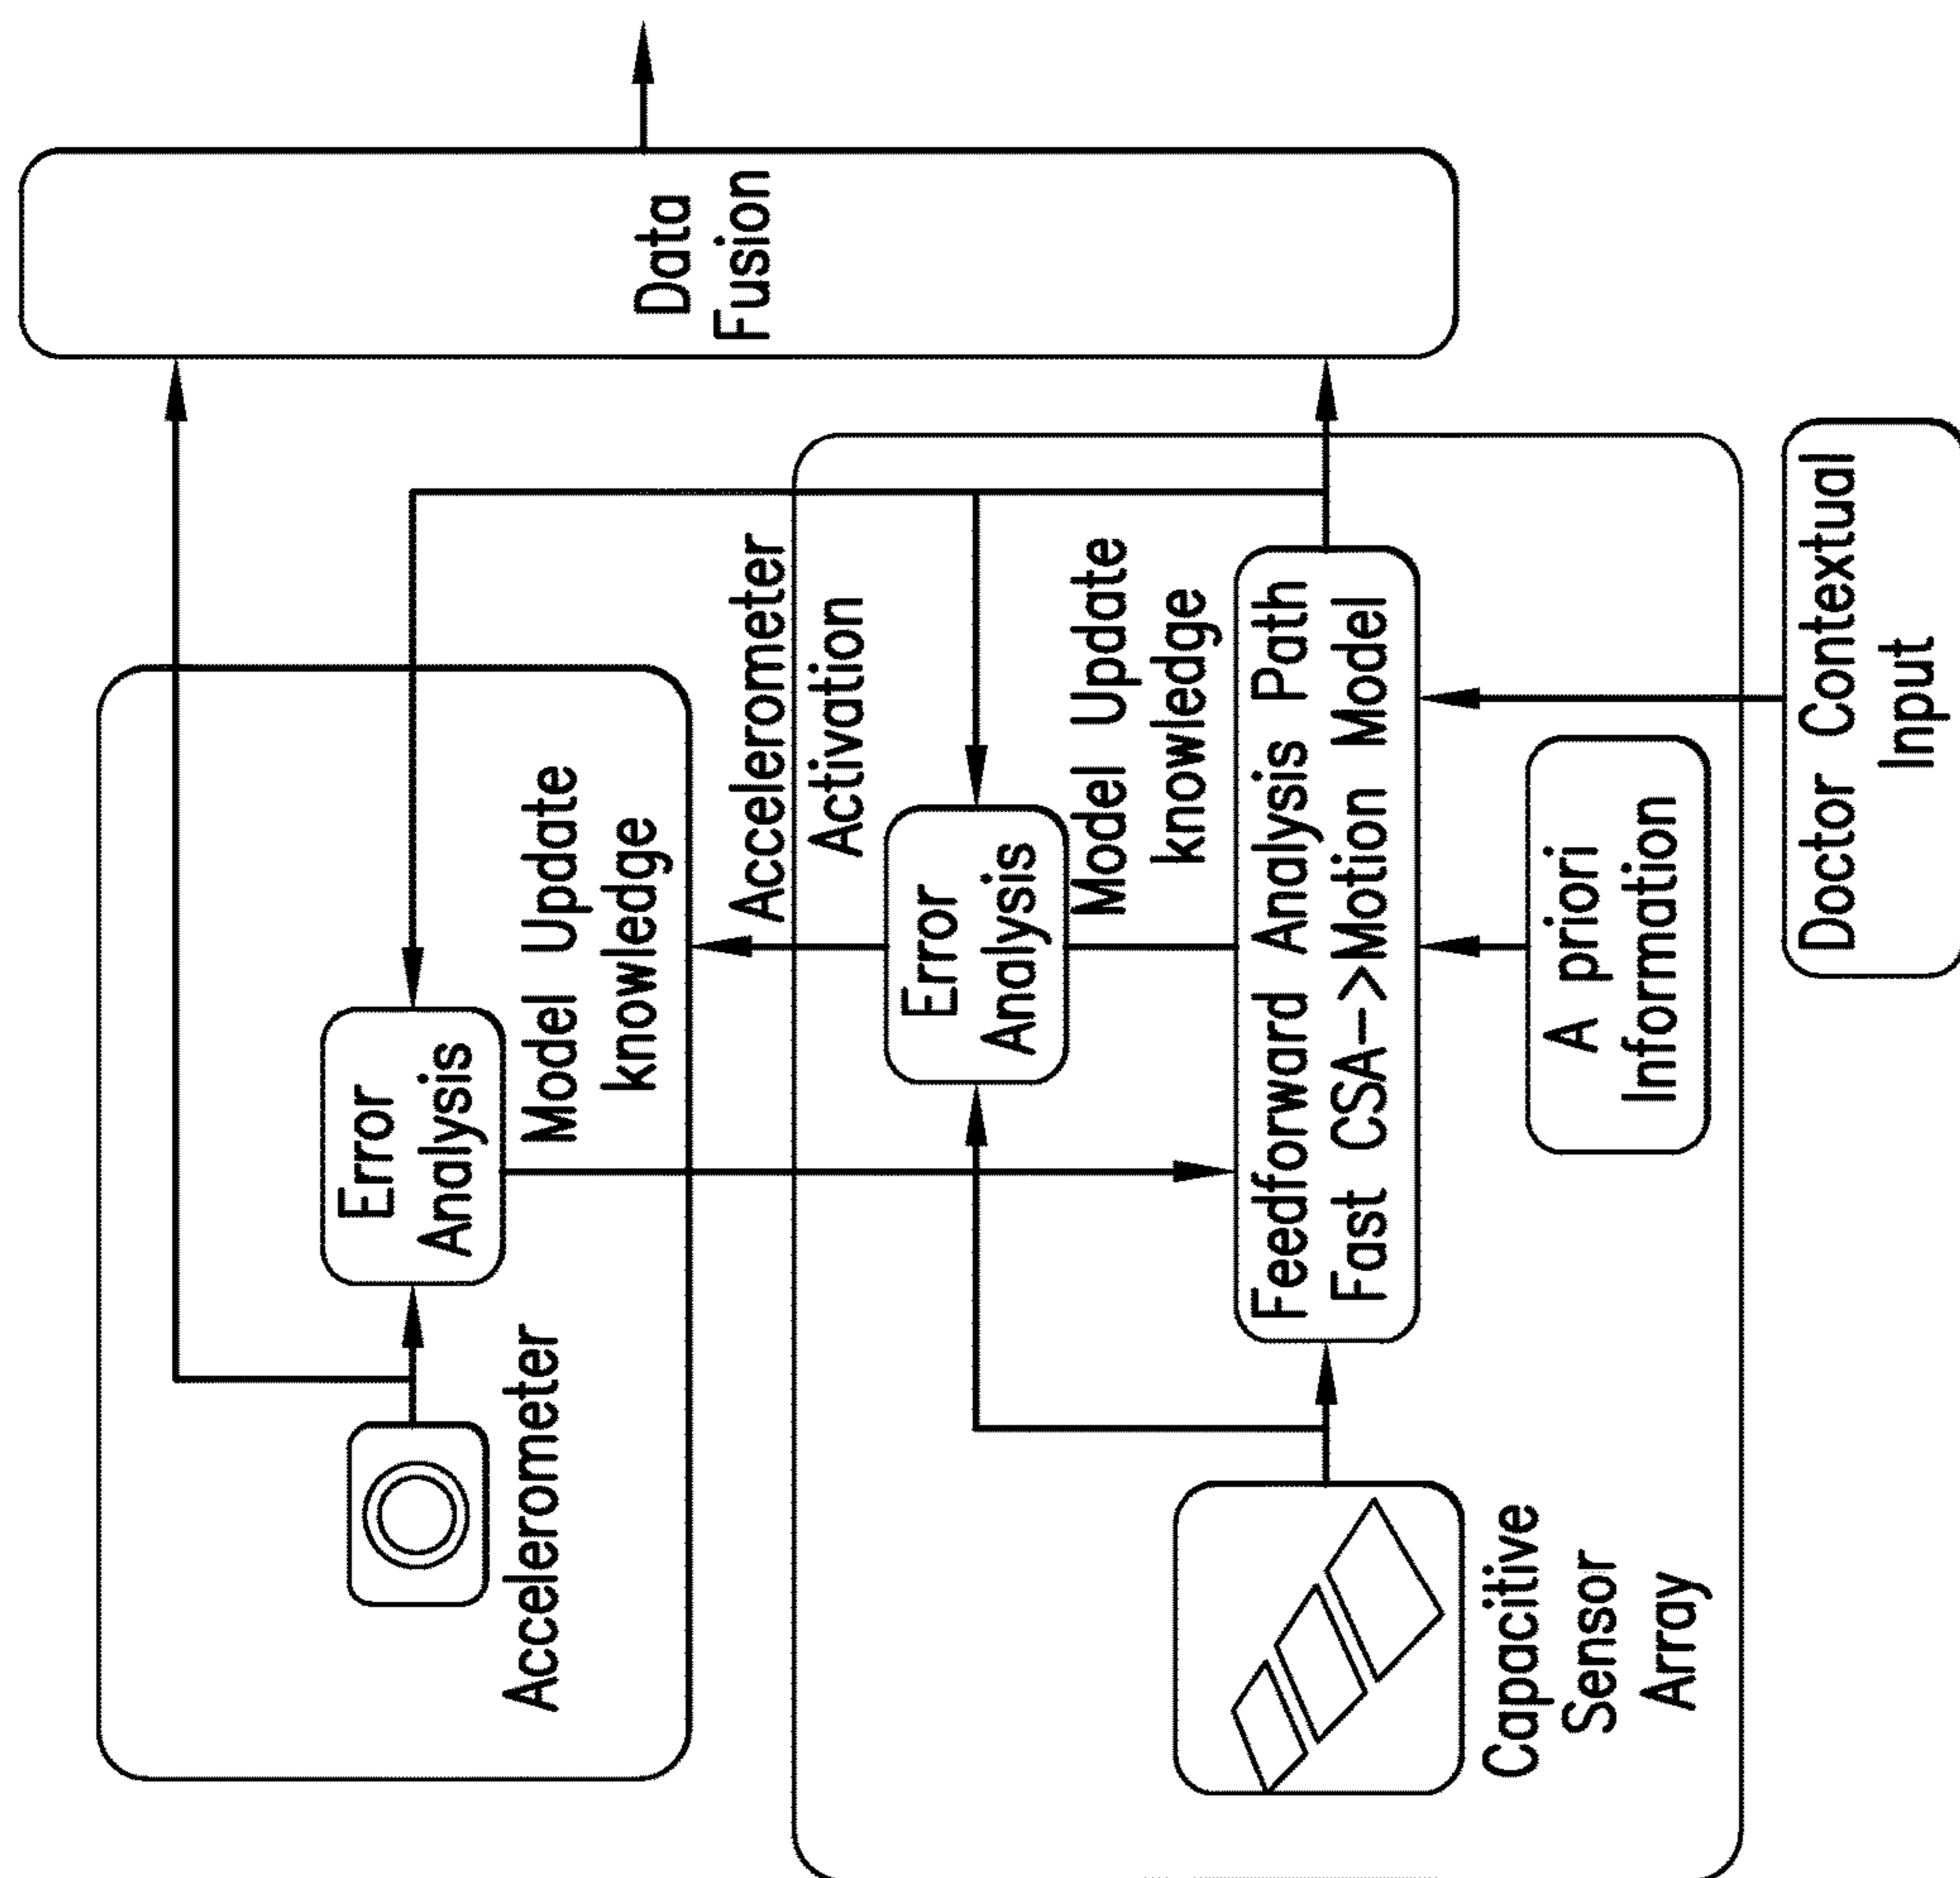 Accelerometer
Error
Analysis
Model Update
knowledge
Accelerometer
Activation
Error
Analysis
Model Update
knowledge
Data
Fusion
Capacitive
Sensor
Array
Feedforward Analysis Path
Fast CSA-->Motion Model
A priori
Information
Doctor Contextual
Input